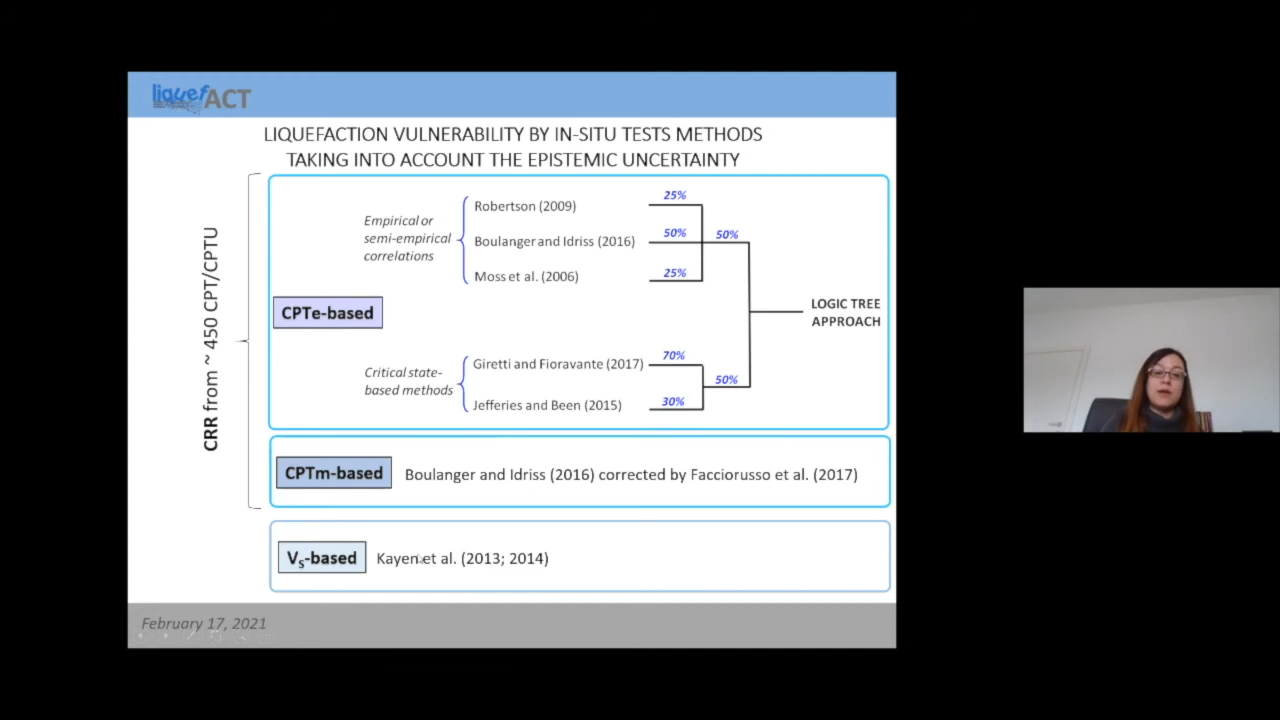 liquefACT
LIQUEFACTION VULNERABILITY BY IN-SITU TESTS METHODS
TAKING INTO ACCOUNT THE EPISTEMIC UNCERTAINTY
CRR from ~ 450 CPT/CPTU
CPTe-based
Empirical or
semi-empirical
correlations
Robertson (2009)
25%
Boulanger and Idriss (2016)
50%
Moss et al. (2006)
25%
50%
Critical state-
based methods
Giretti and Fioravante (2017)
70%
Jefferies and Been (2015)
30%
50%
LOGIC TREE
APPROACH
CPTm-based
Boulanger and Idriss (2016) corrected by Facciorusso et al. (2017)
VS-based
Kayen et al. (2013; 2014)
February 17, 2021